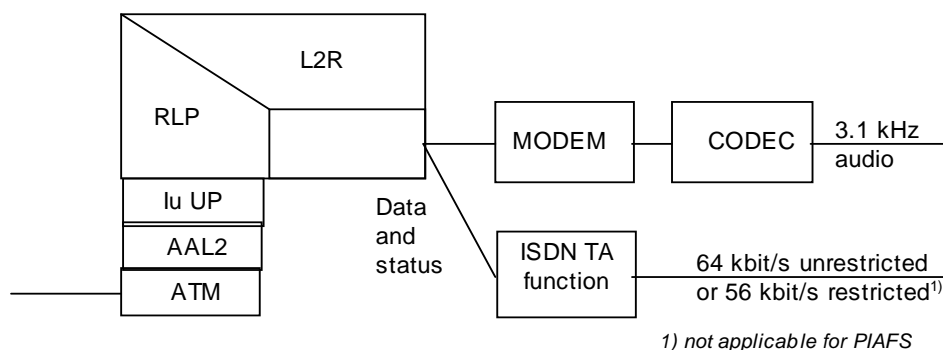 L2R
RLP
MODEM
CODEC
3.1 kHz
audio
Iu UP
AAL2
ATM
Data
and
status
ISDN TA
function
64 kbit/s unrestricted
or 56 kbit/s restricted1)
1) not applicable for PIAFS